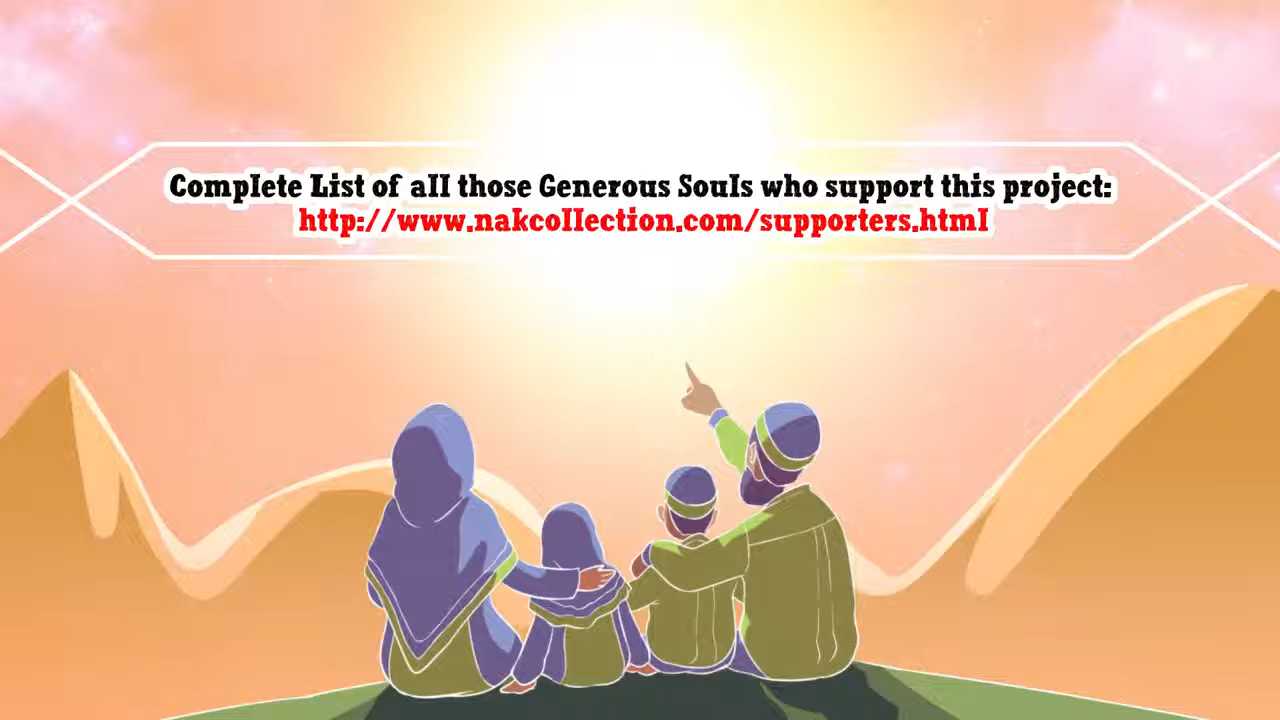 Complete List of all those Generous Souls who support this project:
http://www.nakcollection.com/supporters.html